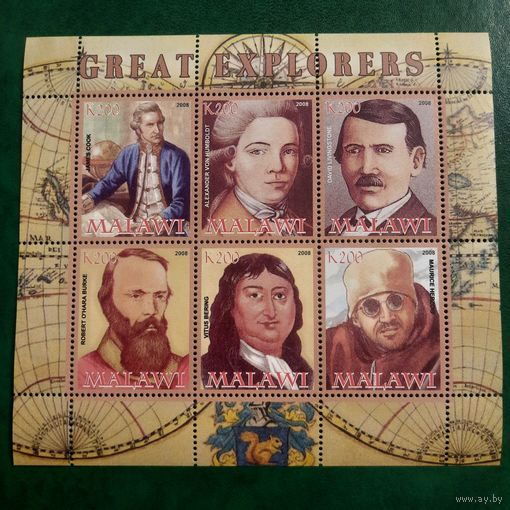 GREAT EXPLORERS
K200 2008
JAMES COOK
MALAWI
K200 2008
ALEXANDER VON HUMBOLDT
MALAWI
K200 2008
DAVID LIVINGSTONE
MALAWI
K200 2008
ROBERT O'HARA BURKE
MALAWI
K200 2008
VITUS BERING
MALAWI
K200 2008
MAURICE
MALAWI
www.ay.by